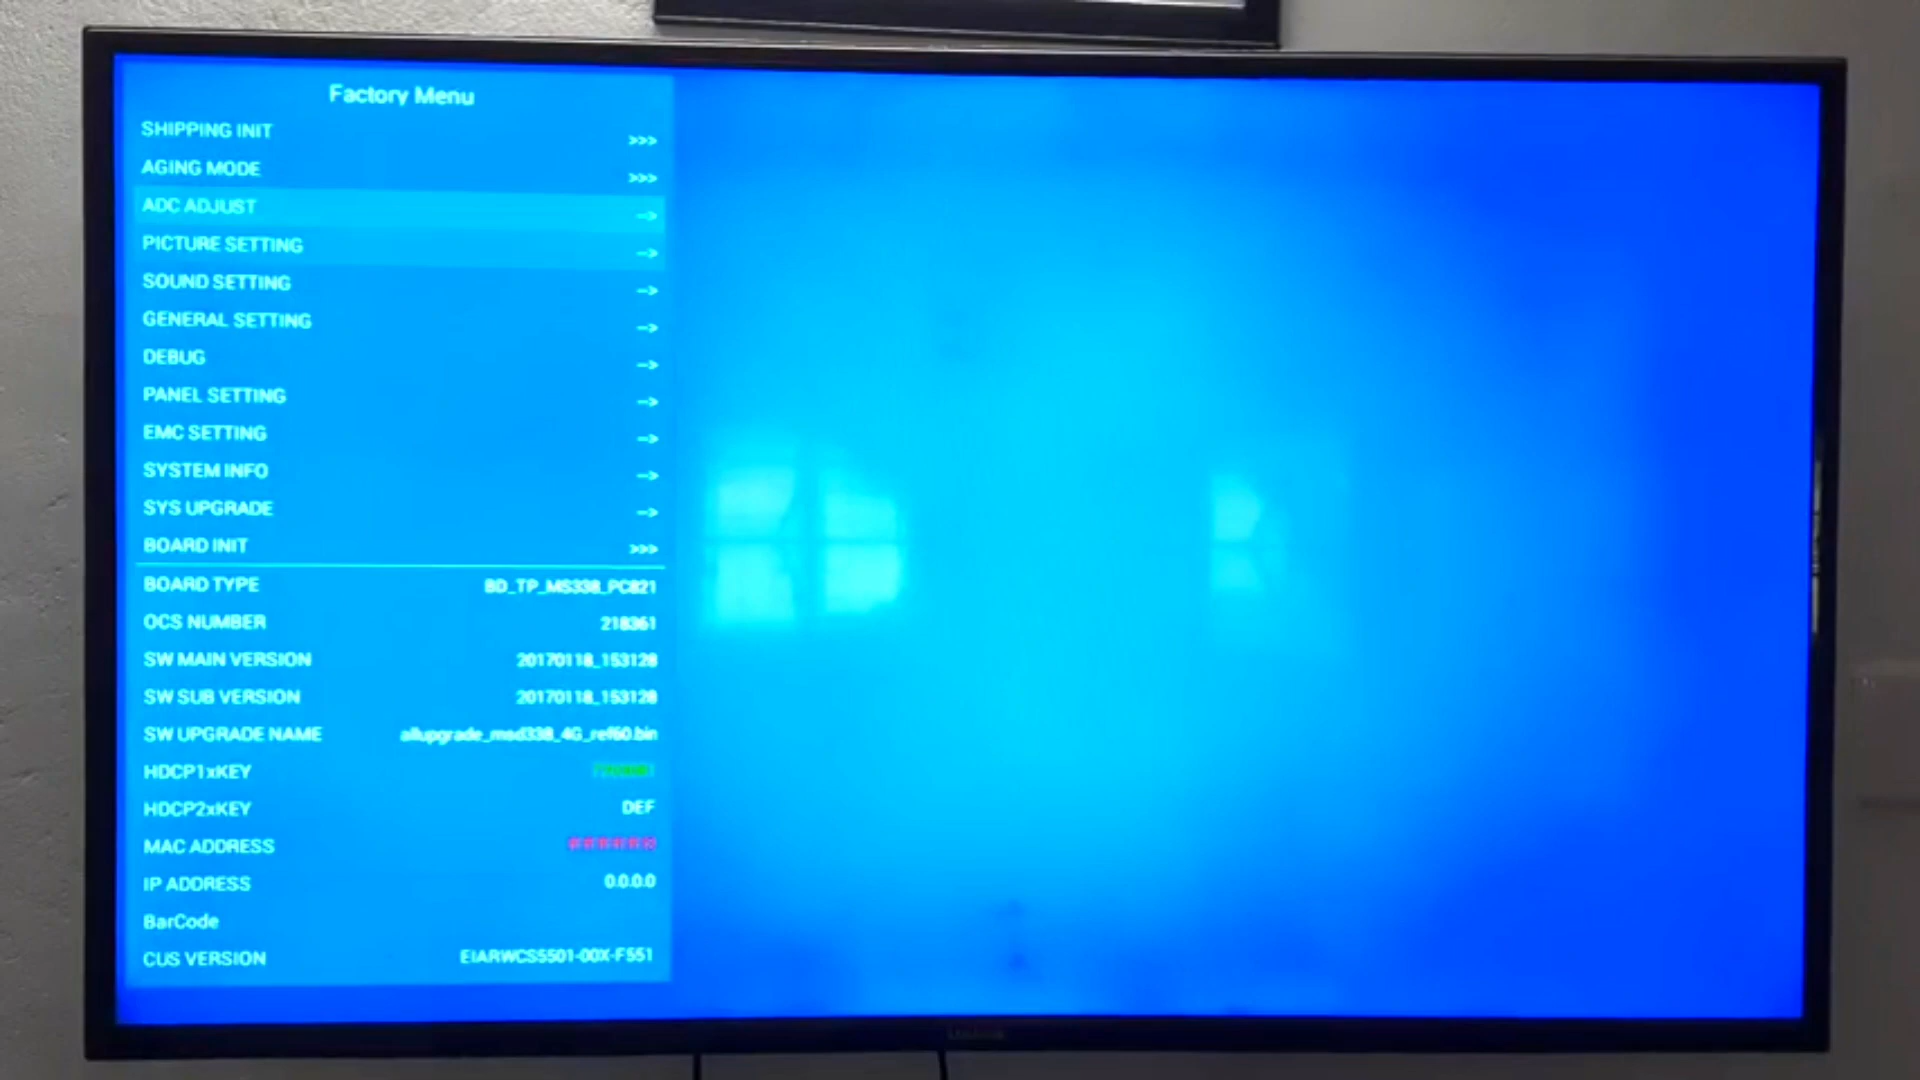 Factory Menu
SHIPPING INIT >>>
AGING MODE >>>
ADC ADJUST -->
PICTURE SETTING -->
SOUND SETTING -->
GENERAL SETTING -->
DEBUG -->
PANEL SETTING -->
EMC SETTING -->
SYSTEM INFO -->
SYS UPGRADE -->
BOARD INIT >>>
BOARD TYPE BD_TP_MS338_PC821
OCS NUMBER 218361
SW MAIN VERSION 20170118_153128
SW SUB VERSION 20170118_153128
SW UPGRADE NAME allupgrade_msd338_4G_ref60.bin
HDCP1xKEY
HDCP2xKEY DEF
MAC ADDRESS
IP ADDRESS 0.0.0.0
BarCode
CUS VERSION EIARWCS5501-00X-F551